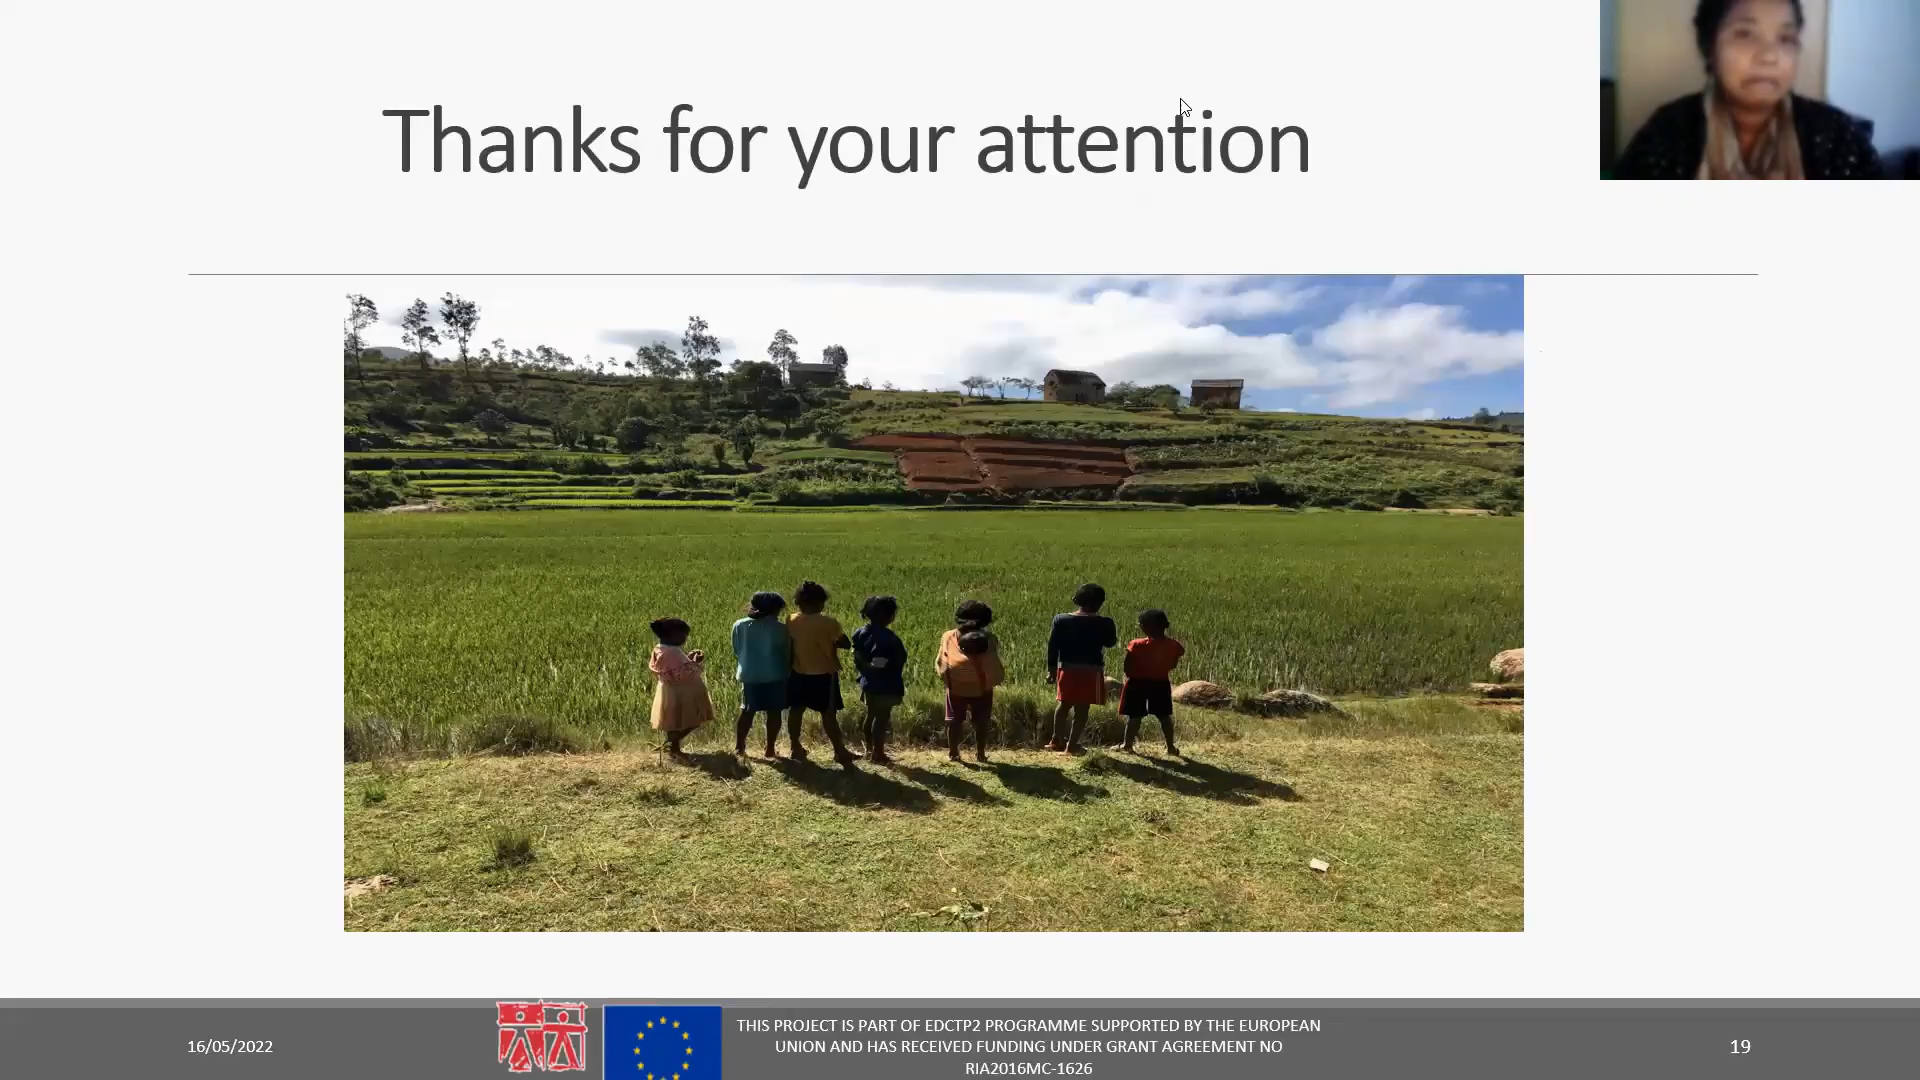 Thanks for your attention
16/05/2022
THIS PROJECT IS PART OF EDCTP2 PROGRAMME SUPPORTED BY THE EUROPEAN
UNION AND HAS RECEIVED FUNDING UNDER GRANT AGREEMENT NO
RIA2016MC-1626
19